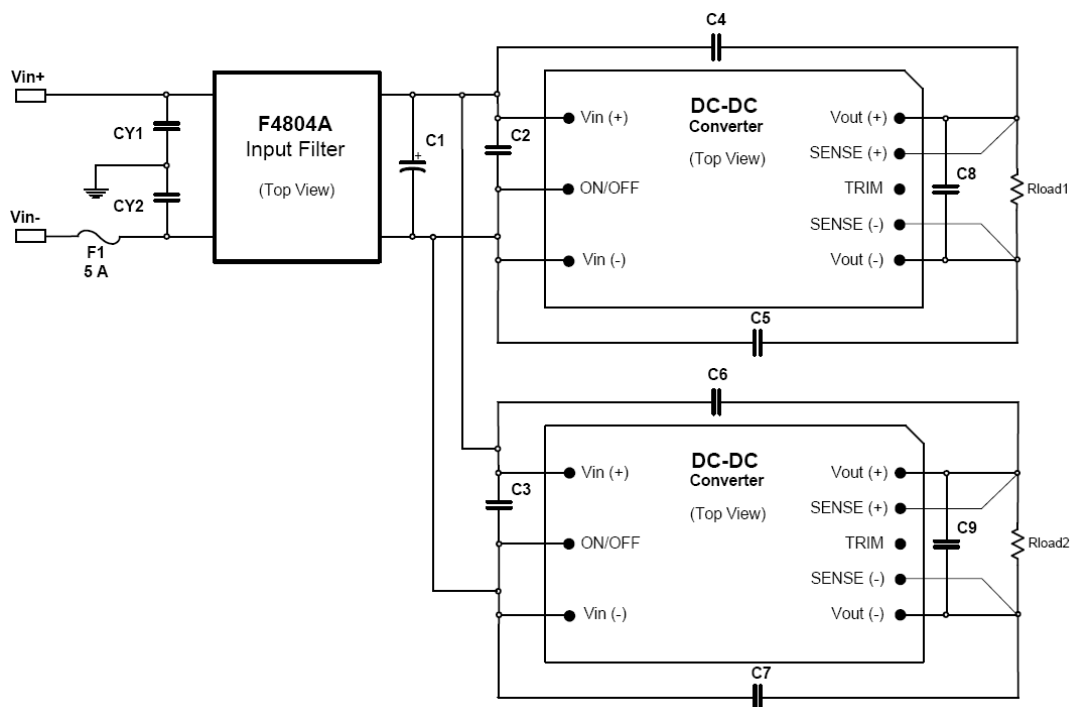 C4
Vin+
F4804A
Input Filter
(Top View)
CY1
CY2
C1
+
C2
DC-DC
Converter
(Top View)
Vin (+)
ON/OFF
Vin (-)
Vout (+)
SENSE (+)
TRIM
SENSE (-)
Vout (-)
C8
Rload1
Vin-
F1
5 A
C5
C6
DC-DC
Converter
(Top View)
C3
Vin (+)
ON/OFF
Vin (-)
Vout (+)
SENSE (+)
TRIM
SENSE (-)
Vout (-)
C9
Rload2
C7